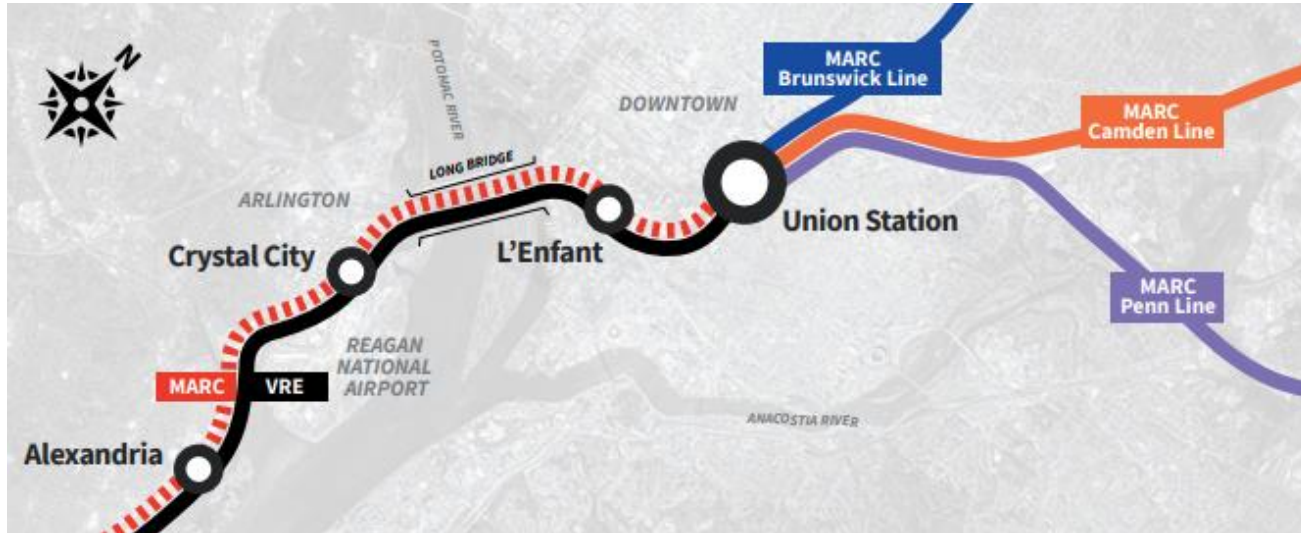 N
POTOMAC RIVER
DOWNTOWN
MARC
Brunswick Line
MARC
Camden Line
LONG BRIDGE
ARLINGTON
Crystal City
L'Enfant
Union Station
MARC
Penn Line
REAGAN
NATIONAL
AIRPORT
MARC
VRE
ANACOSTIA RIVER
Alexandria